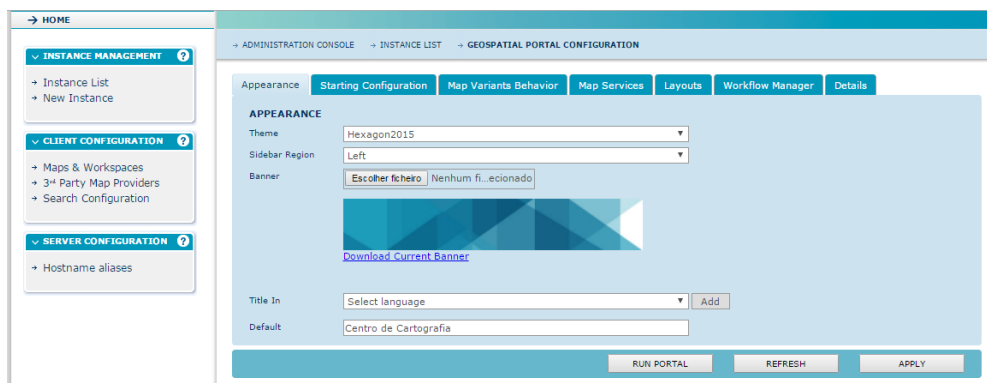 → HOME
INSTANCE MANAGEMENT ?
→ Instance List
→ New Instance
CLIENT CONFIGURATION ?
→ Maps & Workspaces
→ 3rd Party Map Providers
→ Search Configuration
SERVER CONFIGURATION ?
→ Hostname aliases
→ ADMINISTRATION CONSOLE → INSTANCE LIST → GEOSPATIAL PORTAL CONFIGURATION
Appearance Starting Configuration Map Variants Behavior Map Services Layouts Workflow Manager Details
APPEARANCE
Theme Hexagon2015
Sidebar Region Left
Banner Escolher ficheiro Nenhum fi...ecionado
Download Current Banner
Title In Select language Add
Default Centro de Cartografia
RUN PORTAL REFRESH APPLY